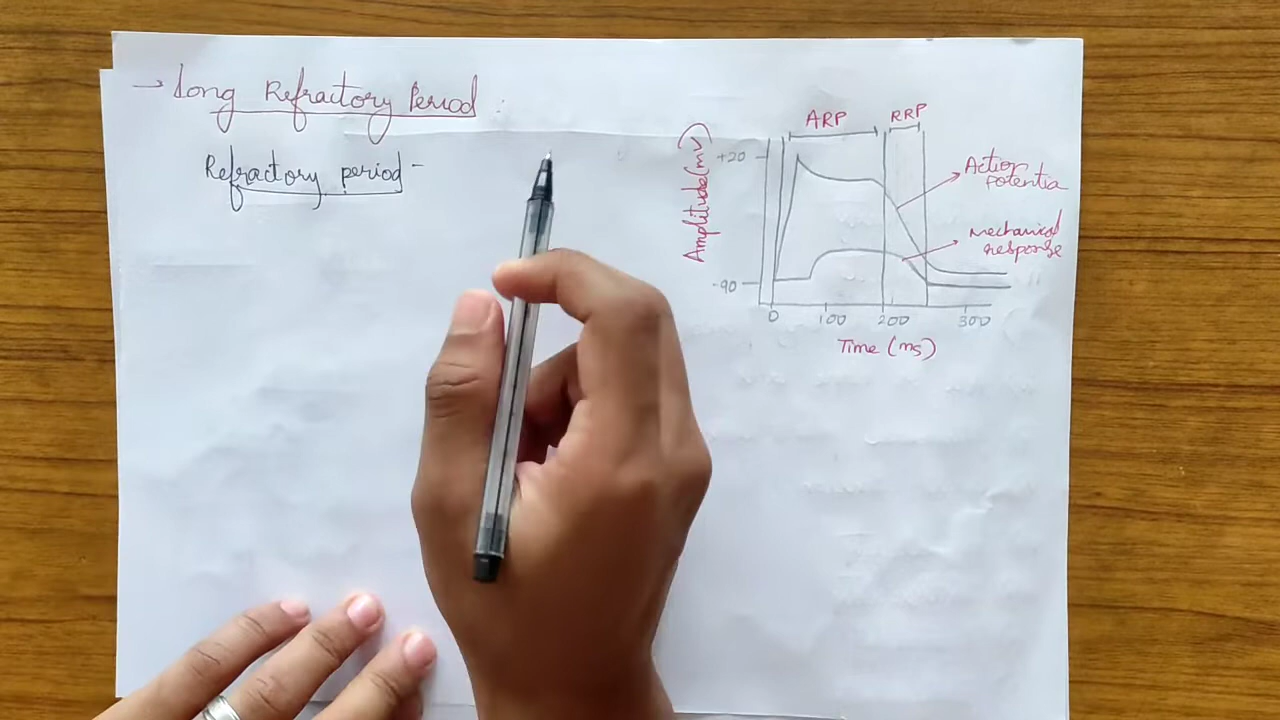 → Long Refractory Period :
Refractory period -
ARP
RRP
Amplitude(mv)
+20
-90
Action
potentia
Mechanical
response
0 100 200 300
Time (ms)